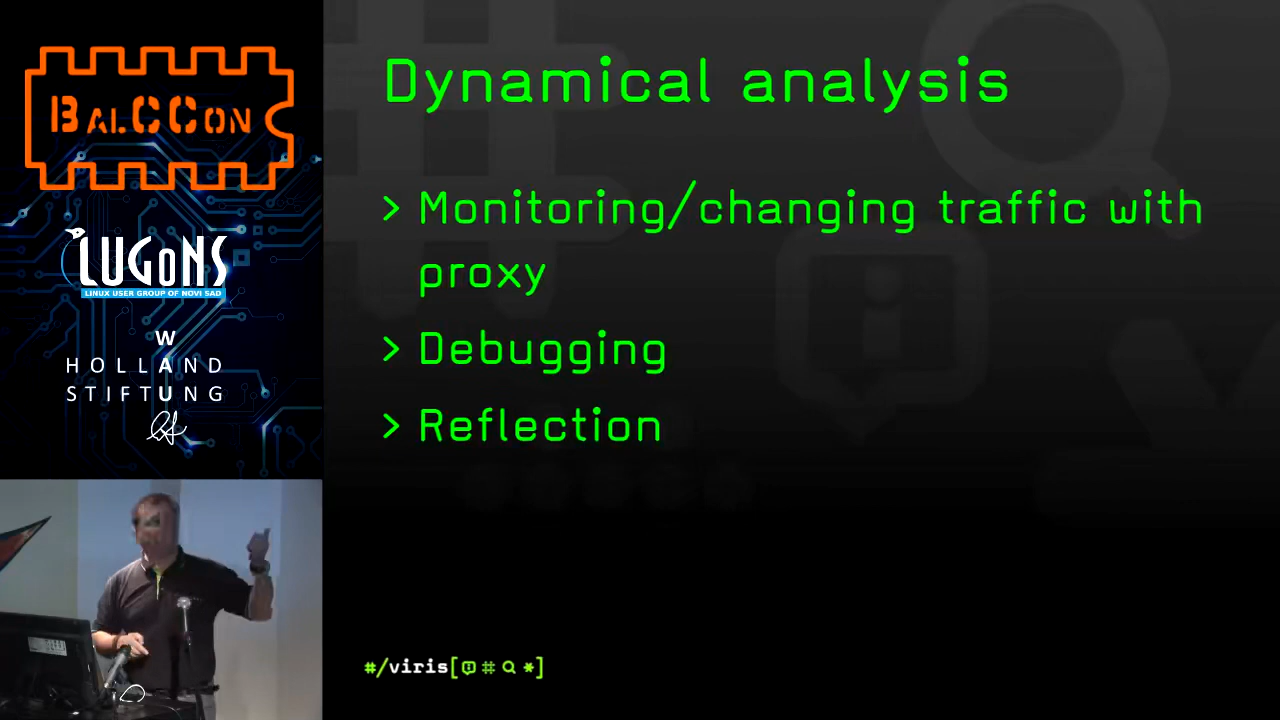 BALCCON
LUGoNS
LINUX USER GROUP OF NOVI SAD
W
HOLLAND
STIFTUNG
Dynamical analysis
> Monitoring/changing traffic with
proxy
> Debugging
> Reflection
#/viris[ # *]